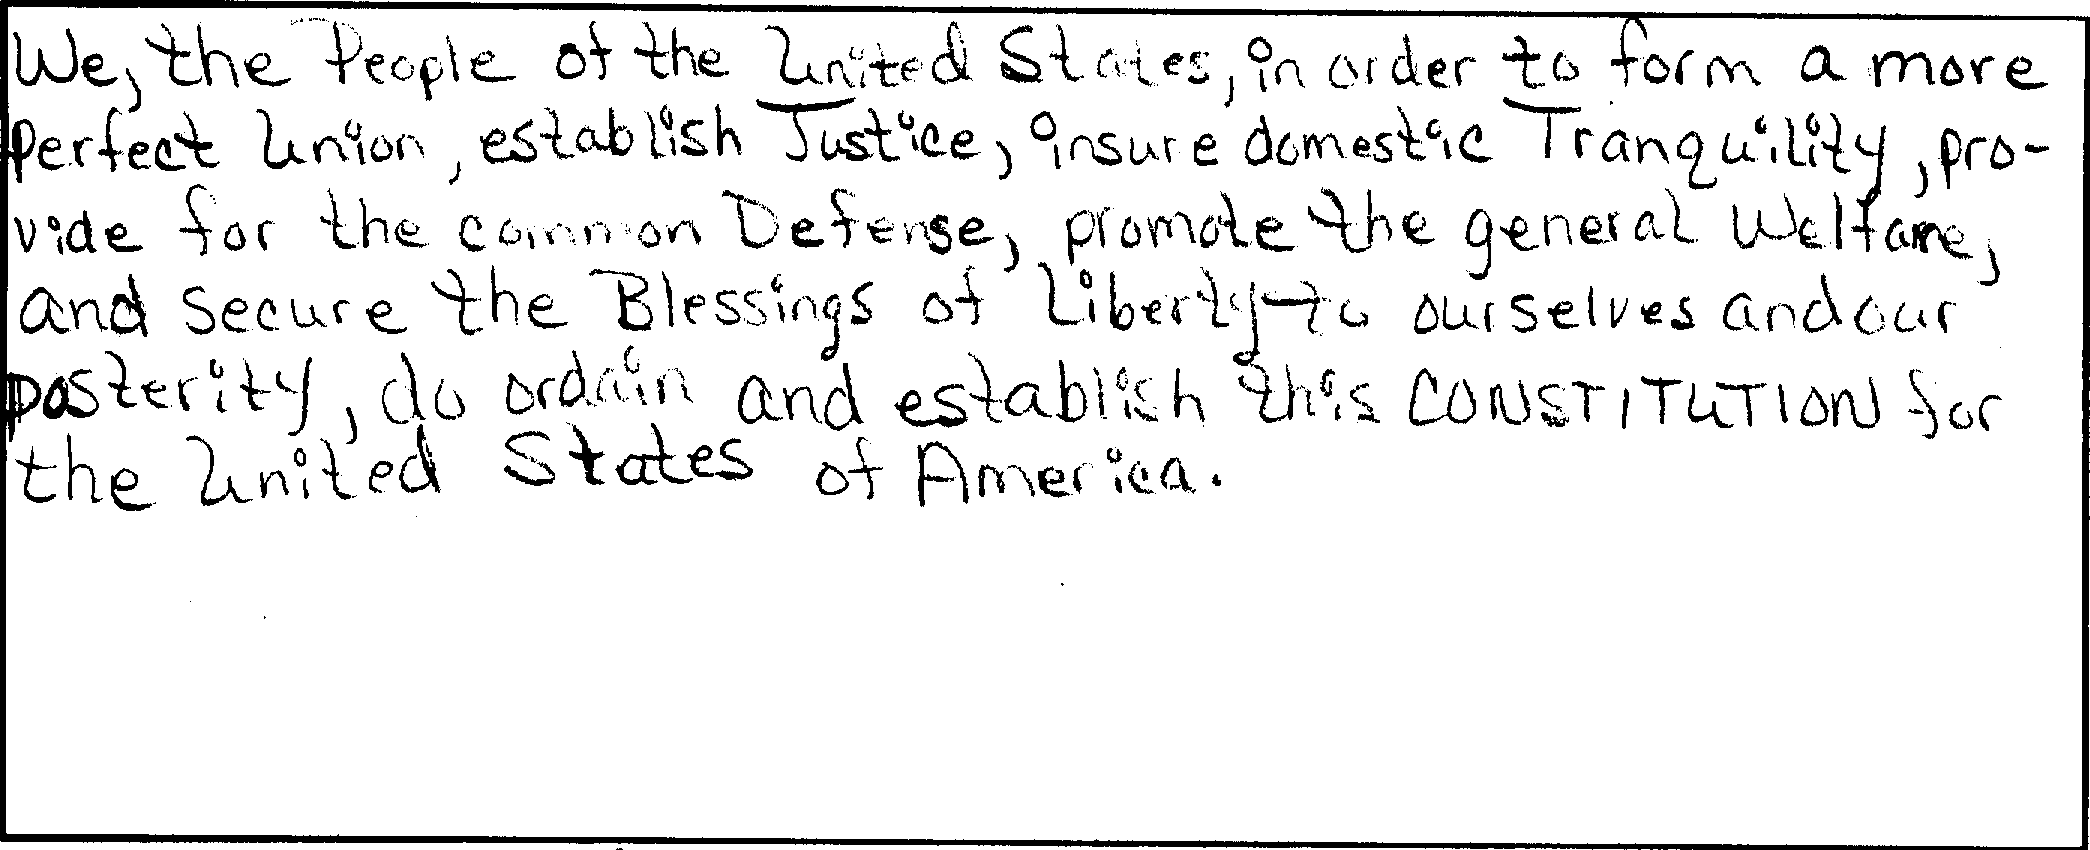 We, the People of the United States, in order to form a more
perfect Union, establish Justice, insure domestic Tranquility, pro-
vide for the common Defense, promote the general Welfare,
and secure the Blessings of Liberty to ourselves and our
posterity, do ordain and establish this CONSTITUTION for
the United States of America.